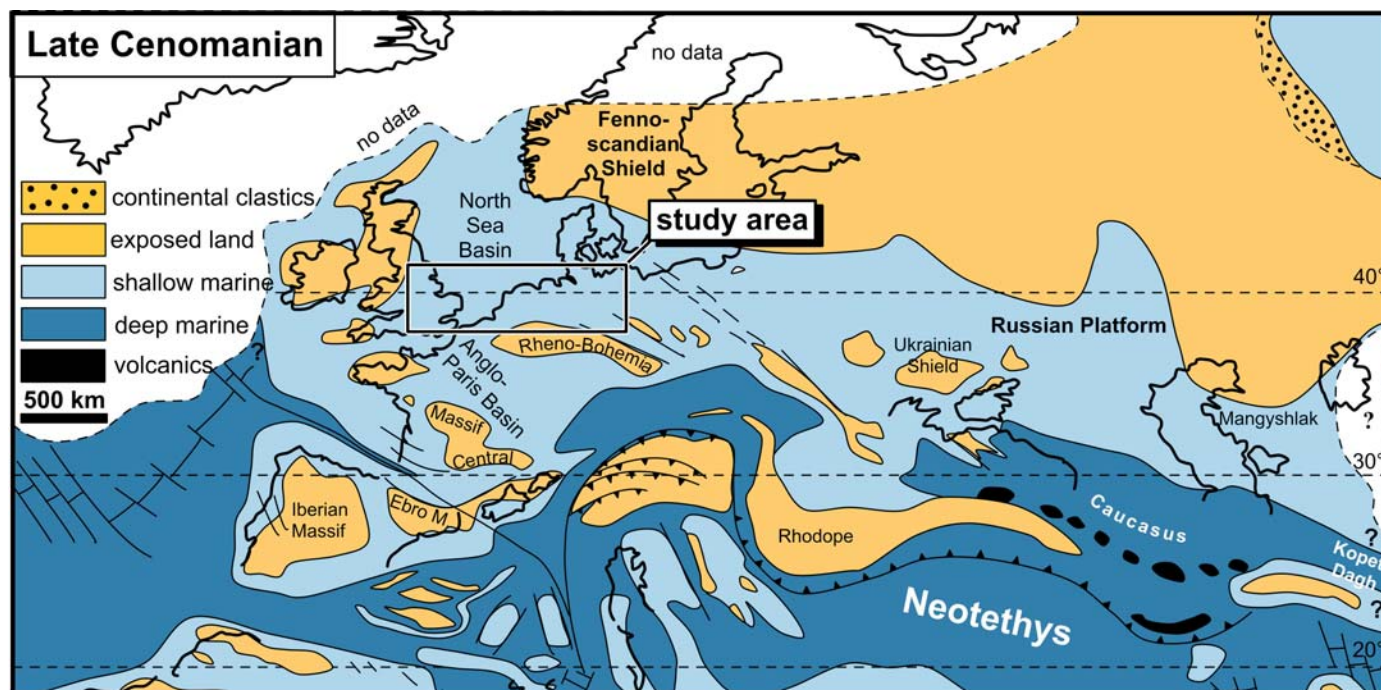 Late Cenomanian
no data
no data
Fenno-
scandian
Shield
continental clastics
exposed land
shallow marine
deep marine
volcanics
500 km
North
Sea
Basin
study area
40°
Rheno-Bohemia
Anglo-
Paris Basin
Russian Platform
Ukrainian
Shield
?
Massif
Central
Mangyshlak
?
30°
Iberian
Massif
Ebro M.
Rhodope
Caucasus
?
Kopet
Dagh
?
Neotethys
20°